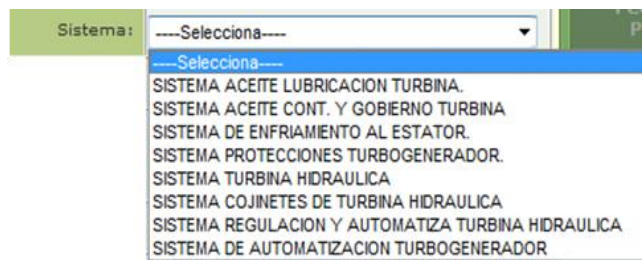 Sistema: ----Selecciona----
----Selecciona----
SISTEMA ACEITE LUBRICACION TURBINA.
SISTEMA ACEITE CONT. Y GOBIERNO TURBINA
SISTEMA DE ENFRIAMIENTO AL ESTATOR.
SISTEMA PROTECCIONES TURBOGENERADOR.
SISTEMA TURBINA HIDRAULICA
SISTEMA COJINETES DE TURBINA HIDRAULICA
SISTEMA REGULACION Y AUTOMATIZA TURBINA HIDRAULICA
SISTEMA DE AUTOMATIZACION TURBOGENERADOR